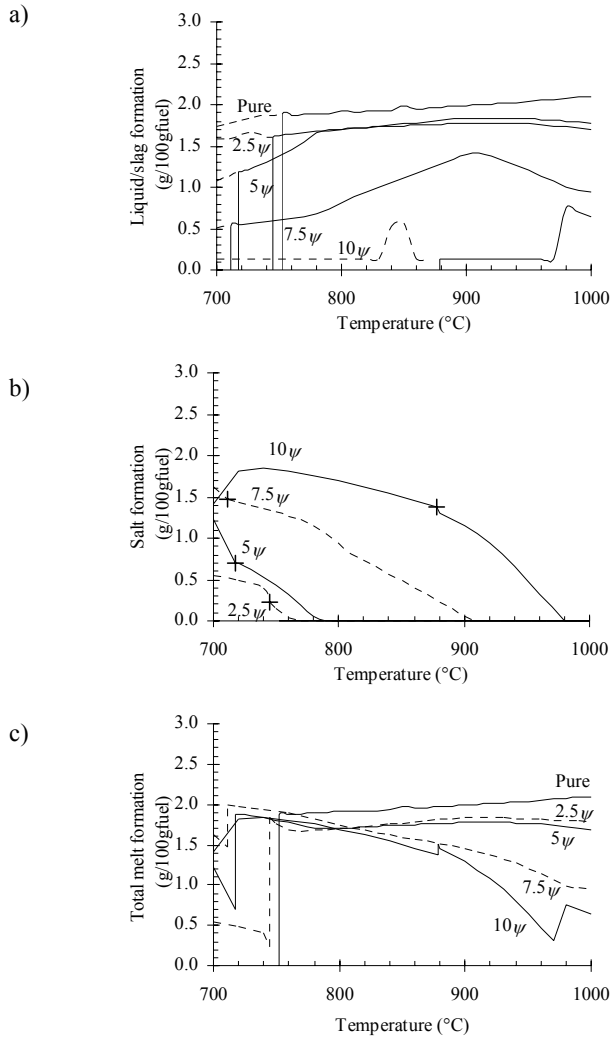 a)
Liquid/slag formation
(g/100gfuel)
3.0
2.5
2.0
1.5
1.0
0.5
0.0
Pure
2.5ψ
5ψ
7.5ψ
10ψ
700
800
900
1000
Temperature (°C)
b)
Salt formation
(g/100gfuel)
3.0
2.5
2.0
1.5
1.0
0.5
0.0
10ψ
7.5ψ
5ψ
2.5ψ
700
800
900
1000
Temperature (°C)
c)
Total melt formation
(g/100gfuel)
3.0
2.5
2.0
1.5
1.0
0.5
0.0
Pure
2.5ψ
5ψ
7.5ψ
10ψ
700
800
900
1000
Temperature (°C)